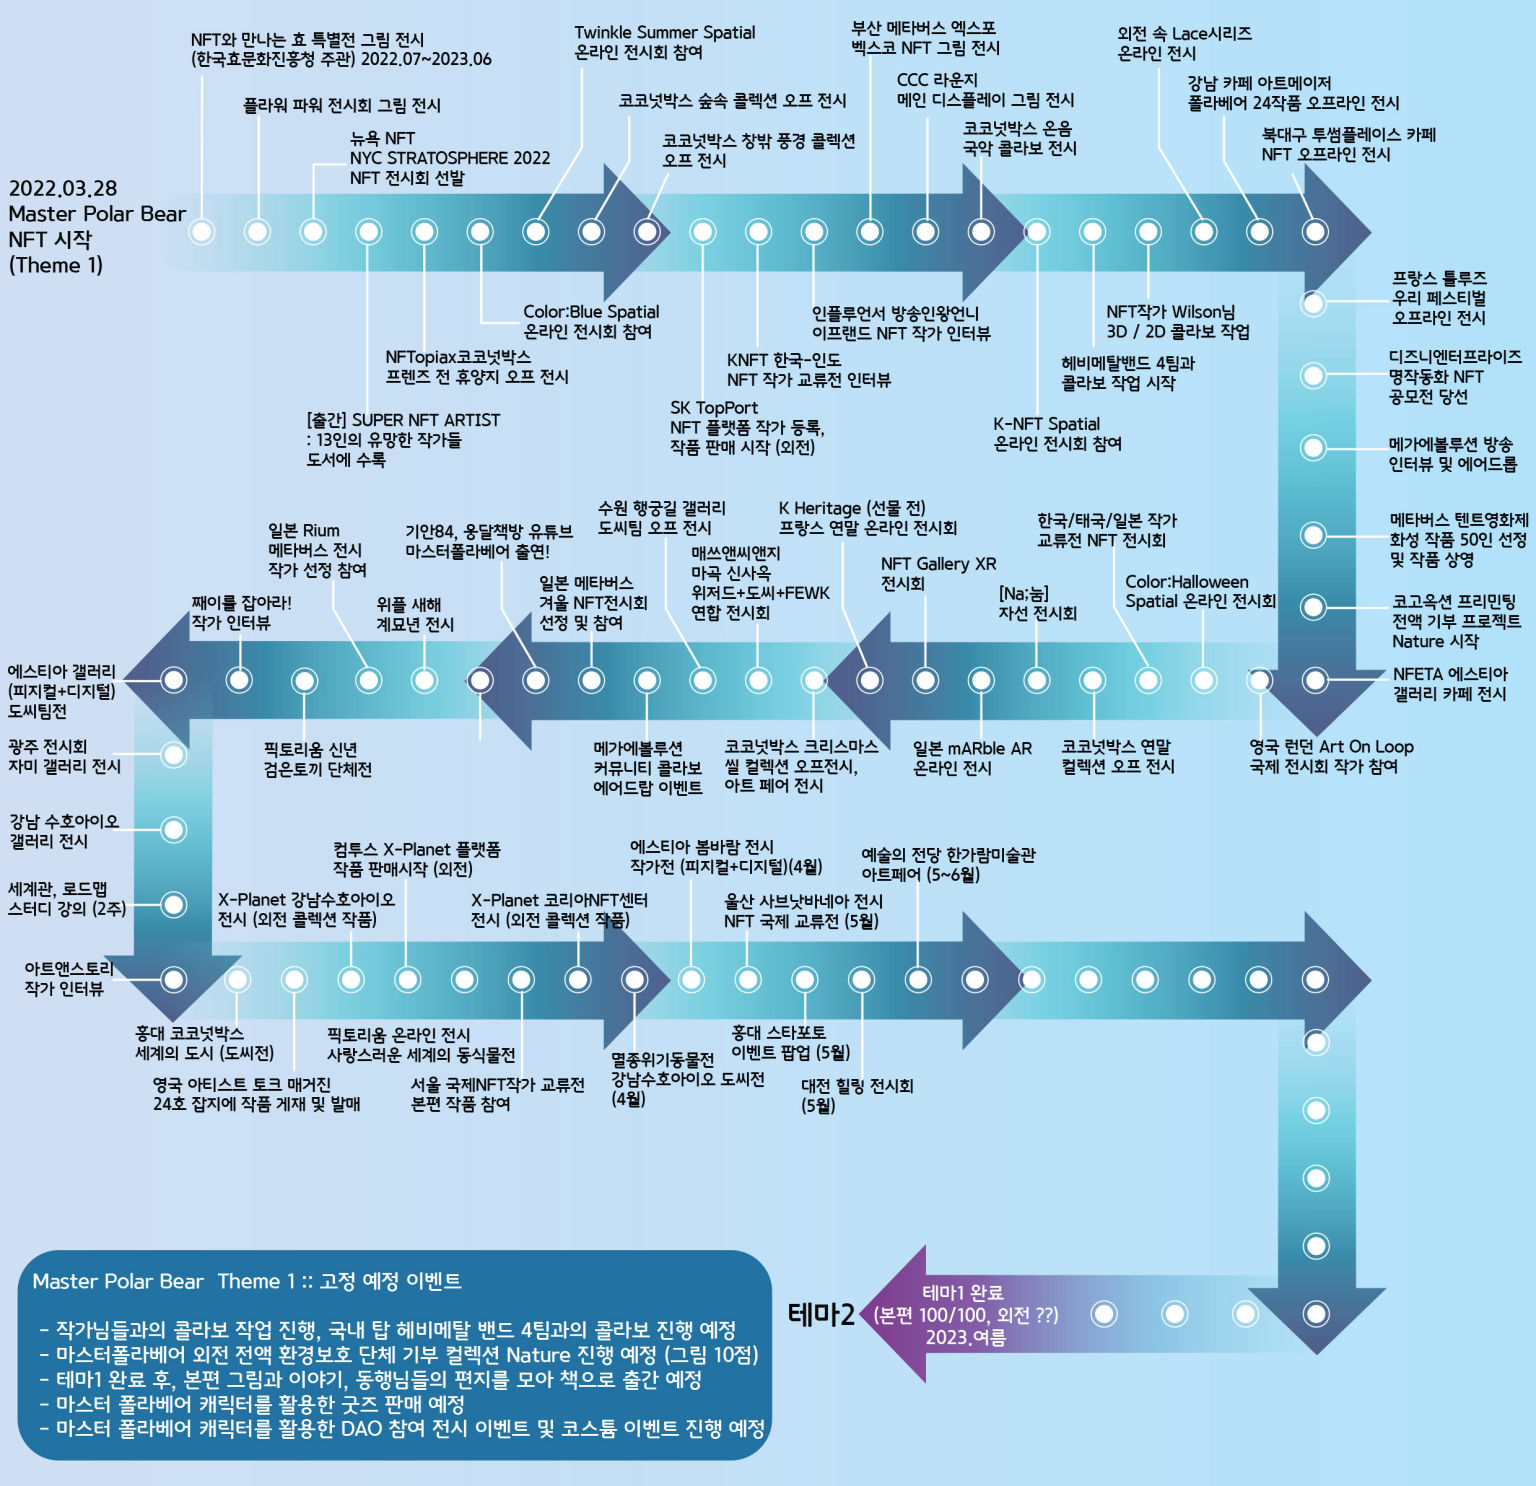 2022.03.28
Master Polar Bear
NFT 시작
(Theme 1)
NFT와 만나는 효 특별전 그림 전시
(한국효문화진흥청 주관) 2022.07~2023.06
플라워 파워 전시회 그림 전시
뉴욕 NFT
NYC STRATOSPHERE 2022
NFT 전시회 선발
[출간] SUPER NFT ARTIST
: 13인의 유망한 작가들
도서에 수록
NFTopiax코코넛박스
프렌즈 전 휴양지 오프 전시
Color:Blue Spatial
온라인 전시회 참여
Twinkle Summer Spatial
온라인 전시회 참여
코코넛박스 숲속 콜렉션 오프 전시
코코넛박스 창밖 풍경 콜렉션
오프 전시
SK TopPort
NFT 플랫폼 작가 등록,
작품 판매 시작 (외전)
KNFT 한국-인도
NFT 작가 교류전 인터뷰
인플루언서 방송인왕언니
이프랜드 NFT 작가 인터뷰
부산 메타버스 엑스포
벡스코 NFT 그림 전시
CCC 라운지
메인 디스플레이 그림 전시
코코넛박스 온음
국악 콜라보 전시
K-NFT Spatial
온라인 전시회 참여
헤비메탈밴드 4팀과
콜라보 작업 시작
NFT작가 Wilson님
3D / 2D 콜라보 작업
외전 속 Lace시리즈
온라인 전시
강남 카페 아트메이저
폴라베어 24작품 오프라인 전시
북대구 투썸플레이스 카페
NFT 오프라인 전시
프랑스 툴루즈
우리 페스티벌
오프라인 전시
디즈니엔터프라이즈
명작동화 NFT
공모전 당선
메가에볼루션 방송
인터뷰 및 에어드롭
메타버스 텐트영화제
화성 작품 50인 선정
및 작품 상영
코고옥션 프리민팅
전액 기부 프로젝트
Nature 시작
NFETA 에스티아
갤러리 카페 전시
영국 런던 Art On Loop
국제 전시회 작가 참여
Color:Halloween
Spatial 온라인 전시회
한국/태국/일본 작가
교류전 NFT 전시회
코코넛박스 연말
컬렉션 오프 전시
[Na;눔]
자선 전시회
일본 mARble AR
온라인 전시
NFT Gallery XR
전시회
K Heritage (선물 전)
프랑스 연말 온라인 전시회
코코넛박스 크리스마스
씰 컬렉션 오프전시,
아트 페어 전시
매쓰앤씨앤지
마곡 신사옥
위저드+도씨+FEWK
연합 전시회
수원 행궁길 갤러리
도씨팀 오프 전시
메가에볼루션
커뮤니티 콜라보
에어드랍 이벤트
일본 메타버스
겨울 NFT전시회
선정 및 참여
기안84, 웅달책방 유튜브
마스터폴라베어 출연!
위플 새해
계묘년 전시
일본 Rium
메타버스 전시
작가 선정 참여
픽토리움 신년
검은토끼 단체전
째이를 잡아라!
작가 인터뷰
에스티아 갤러리
(피지컬+디지털)
도씨팀전
광주 전시회
자미 갤러리 전시
강남 수호아이오
갤러리 전시
세계관, 로드맵
스터디 강의 (2주)
아트앤스토리
작가 인터뷰
홍대 코코넛박스
세계의 도시 (도씨전)
영국 아티스트 토크 매거진
24호 잡지에 작품 게재 및 발매
X-Planet 강남수호아이오
전시 (외전 콜렉션 작품)
컴투스 X-Planet 플랫폼
작품 판매시작 (외전)
픽토리움 온라인 전시
사랑스러운 세계의 동식물전
서울 국제NFT작가 교류전
본편 작품 참여
X-Planet 코리아NFT센터
전시 (외전 콜렉션 작품)
멸종위기동물전
강남수호아이오 도씨전
(4월)
에스티아 봄바람 전시
작가전 (피지컬+디지털)(4월)
울산 사브낫바네아 전시
NFT 국제 교류전 (5월)
홍대 스타포토
이벤트 팝업 (5월)
대전 힐링 전시회
(5월)
예술의 전당 한가람미술관
아트페어 (5~6월)
테마1 완료
(본편 100/100, 외전 ??)
2023.여름
테마2
Master Polar Bear Theme 1 :: 고정 예정 이벤트
- 작가님들과의 콜라보 작업 진행, 국내 탑 헤비메탈 밴드 4팀과의 콜라보 진행 예정
- 마스터폴라베어 외전 전액 환경보호 단체 기부 컬렉션 Nature 진행 예정 (그림 10점)
- 테마1 완료 후, 본편 그림과 이야기, 동행님들의 편지를 모아 책으로 출간 예정
- 마스터 폴라베어 캐릭터를 활용한 굿즈 판매 예정
- 마스터 폴라베어 캐릭터를 활용한 DAO 참여 전시 이벤트 및 코스튬 이벤트 진행 예정